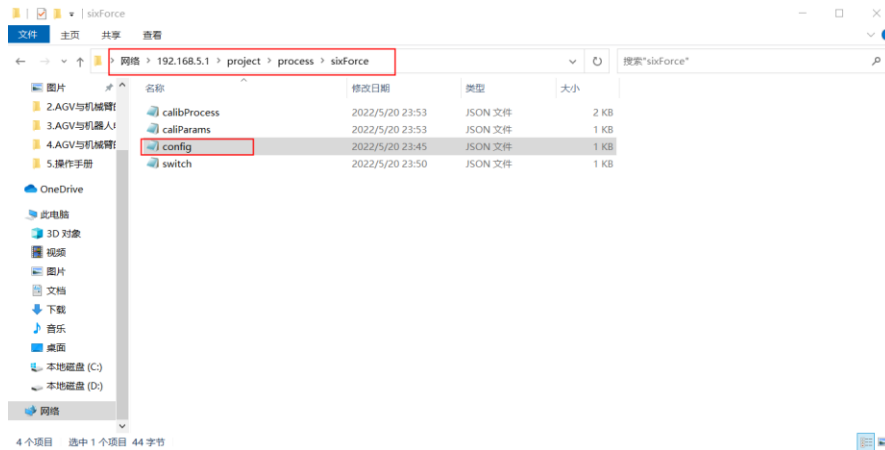 sixForce
文件 主页 共享 查看
网络 > 192.168.5.1 > project > process > sixForce
搜索"sixForce"
名称 修改日期 类型 大小
图片
2.AGV与机械臂
3.AGV与机器人
4.AGV与机械臂
5.操作手册
OneDrive
此电脑
3D 对象
视频
图片
文档
下载
音乐
桌面
本地磁盘 (C:)
本地磁盘 (D:)
网络
calibProcess 2022/5/20 23:53 JSON 文件 2 KB
caliParams 2022/5/20 23:53 JSON 文件 1 KB
config 2022/5/20 23:45 JSON 文件 1 KB
switch 2022/5/20 23:50 JSON 文件 1 KB
4 个项目 选中 1 个项目 44 字节